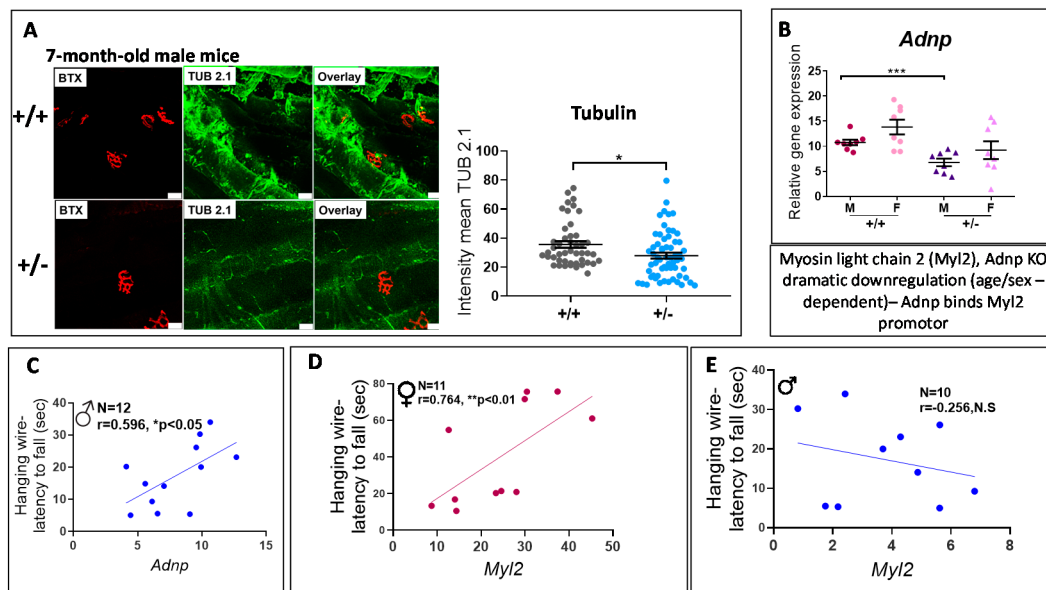 A
7-month-old male mice
BTX
TUB 2.1
Overlay
+/+
BTX
TUB 2.1
Overlay
+/-
Tubulin
Intensity mean TUB 2.1
100
80
60
40
20
0
*
+/+
+/-
B
Adnp
Relative gene expression
25
20
15
10
5
0
***
M F M F
+/+ +/-
Myosin light chain 2 (Myl2), Adnp KO
dramatic downregulation (age/sex –
dependent)– Adnp binds Myl2
promotor
C
♂
N=12
r=0.596, *p<0.05
Hanging wire-
latency to fall (sec)
40
30
20
10
0
0 5 10 15
Adnp
D
♀
N=11
r=0.764, **p<0.01
Hanging wire-
latency to fall (sec)
80
60
40
20
0
0 10 20 30 40 50
Myl2
E
♂
N=10
r=-0.256,N.S
Hanging wire-
latency to fall (sec)
40
30
20
10
0
0 2 4 6 8
Myl2